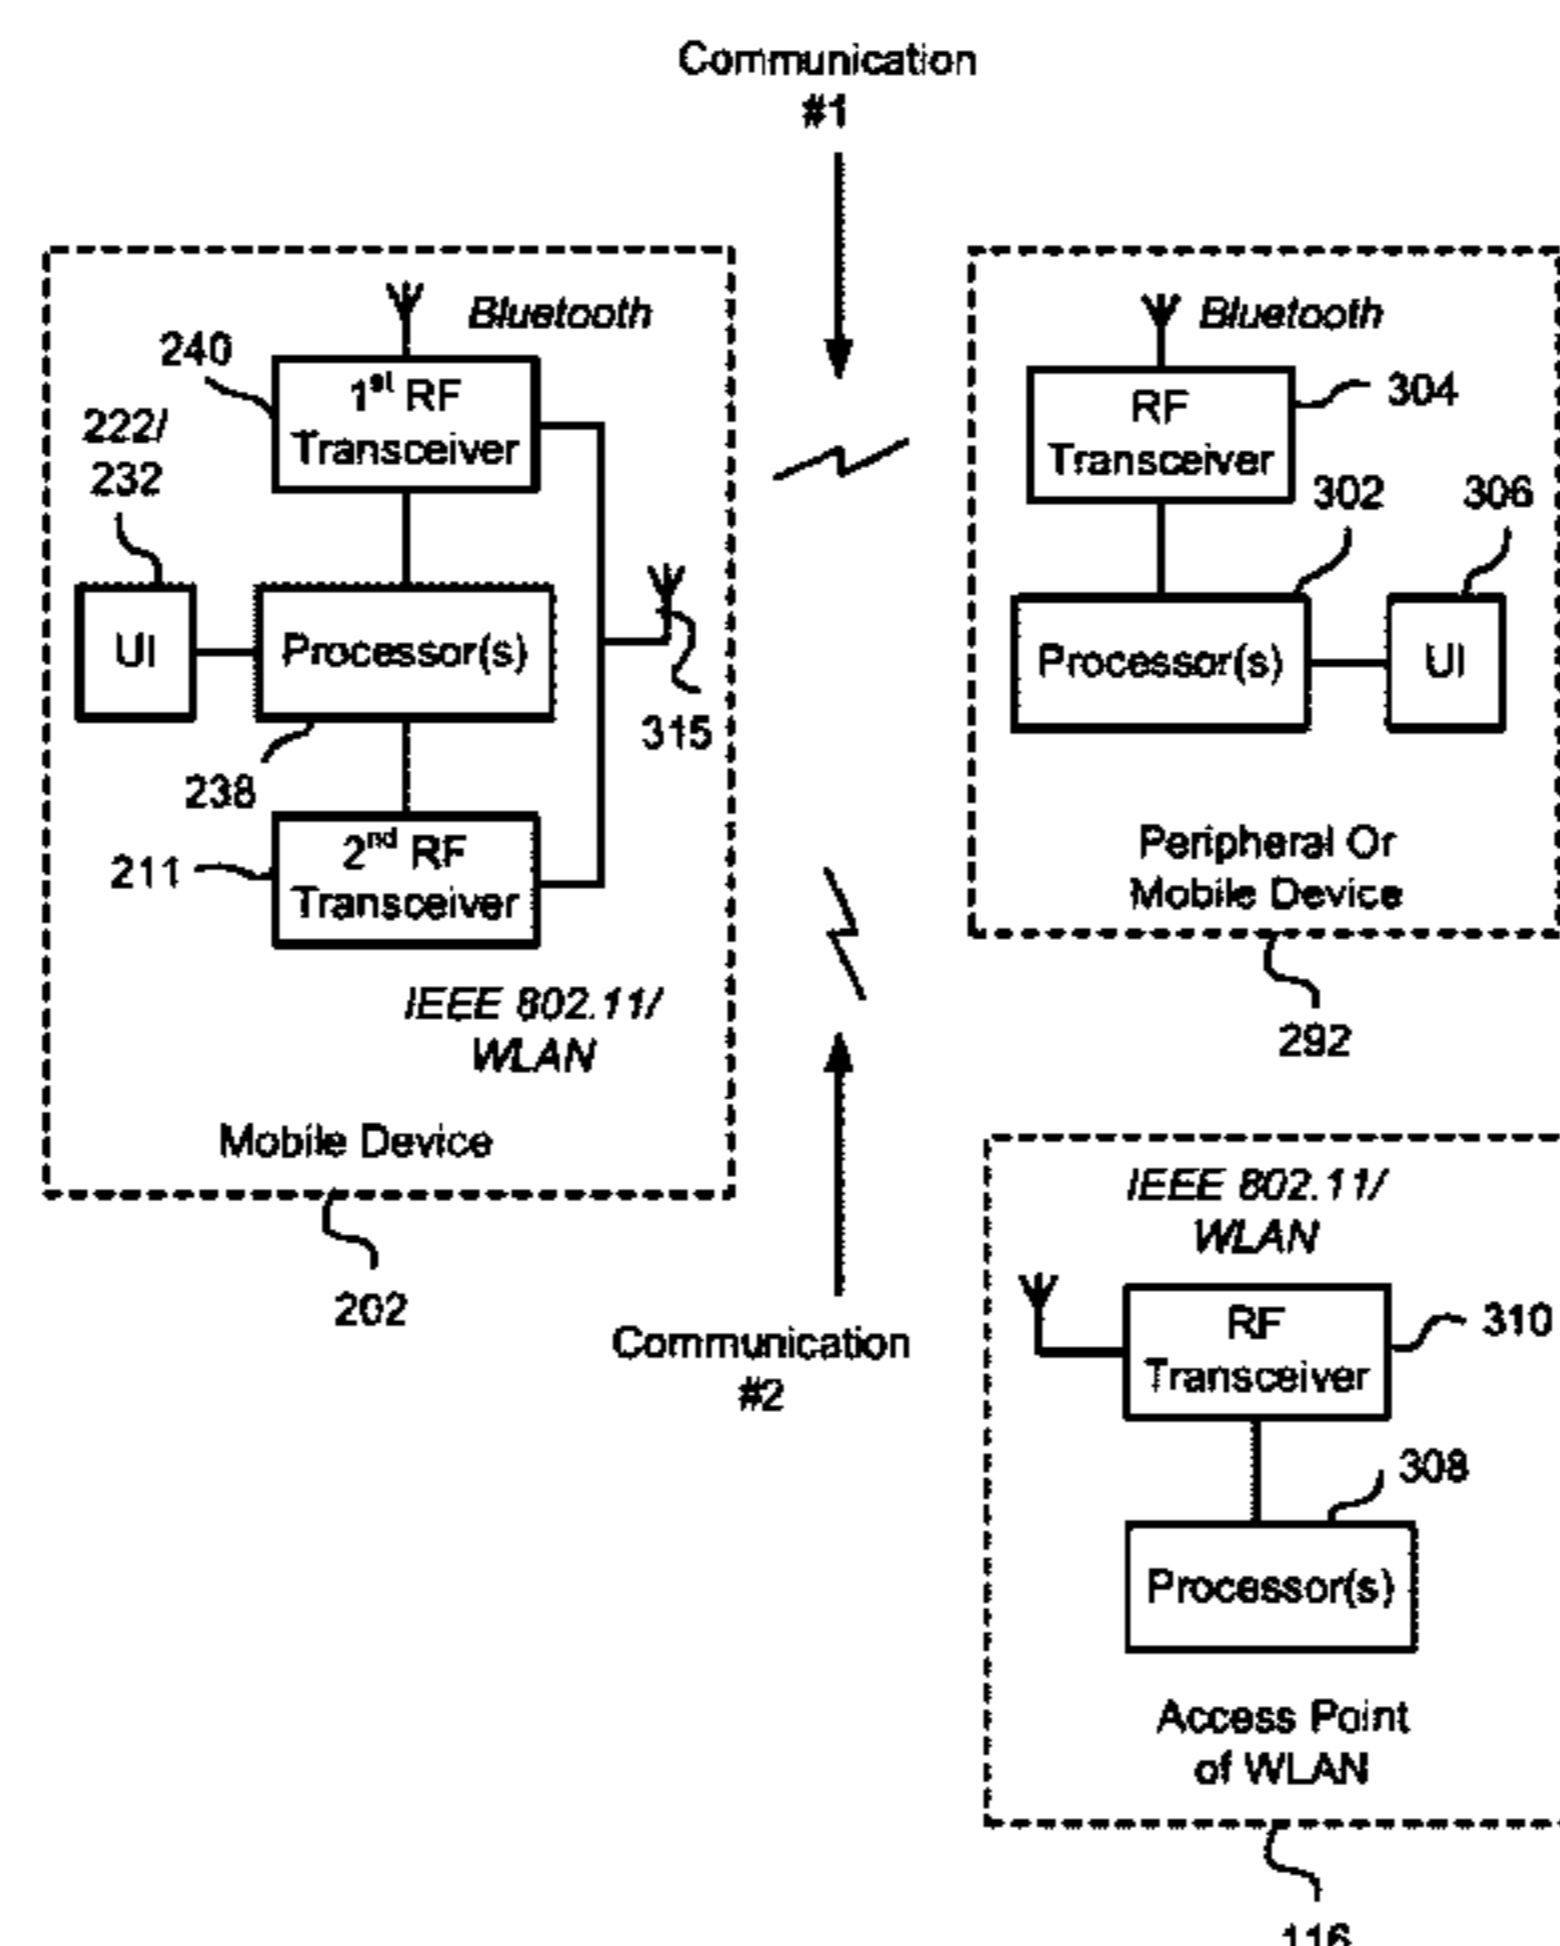 Communication
#1
Bluetooth
240
1st RF
Transceiver
222/
232
UI
Processor(s)
315
238
211
2nd RF
Transceiver
IEEE 802.11/
WLAN
Mobile Device
202
Bluetooth
RF
Transceiver
304
302
306
Processor(s)
UI
Peripheral Or
Mobile Device
292
Communication
#2
IEEE 802.11/
WLAN
RF
Transceiver
310
308
Processor(s)
Access Point
of WLAN
116